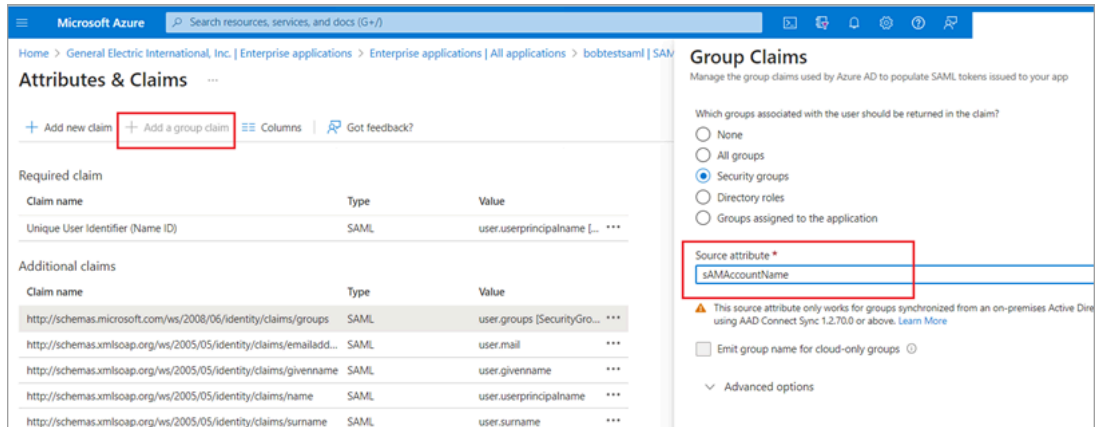 Microsoft Azure
Search resources, services, and docs (G+/)
Home > General Electric International, Inc. | Enterprise applications > Enterprise applications | All applications > bobtestsaml | SAM
Attributes & Claims ...
Add new claim
Add a group claim
Columns
Got feedback?
Required claim
Claim name Type Value
Unique User Identifier (Name ID) SAML user.userprincipalname [... •••
Additional claims
Claim name Type Value
http://schemas.microsoft.com/ws/2008/06/identity/claims/groups SAML user.groups [SecurityGro... •••
http://schemas.xmlsoap.org/ws/2005/05/identity/claims/emailadd... SAML user.mail •••
http://schemas.xmlsoap.org/ws/2005/05/identity/claims/givenname SAML user.givenname •••
http://schemas.xmlsoap.org/ws/2005/05/identity/claims/name SAML user.userprincipalname •••
http://schemas.xmlsoap.org/ws/2005/05/identity/claims/surname SAML user.surname •••
Group Claims
Manage the group claims used by Azure AD to populate SAML tokens issued to your app
Which groups associated with the user should be returned in the claim?
None
All groups
Security groups
Directory roles
Groups assigned to the application
Source attribute *
sAMAccountName
This source attribute only works for groups synchronized from an on-premises Active Dire
using AAD Connect Sync 1.2.70.0 or above. Learn More
Emit group name for cloud-only groups
Advanced options